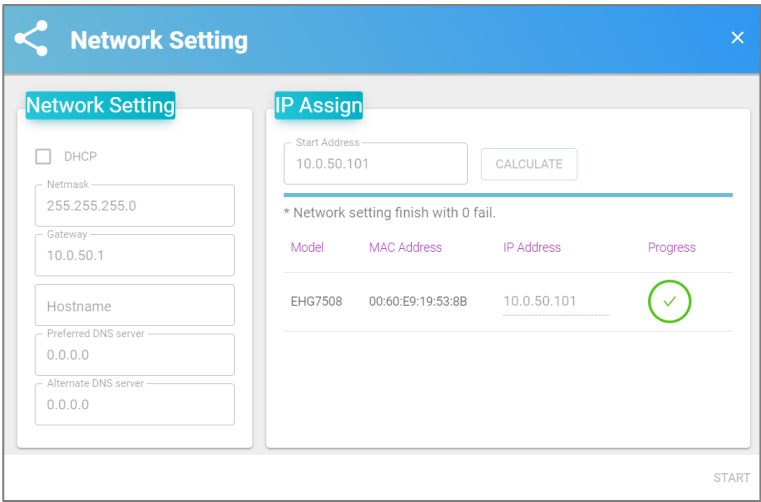 Network Setting
Network Setting
DHCP
Netmask
255.255.255.0
Gateway
10.0.50.1
Hostname
Preferred DNS server
0.0.0.0
Alternate DNS server
0.0.0.0
IP Assign
Start Address
10.0.50.101
CALCULATE
* Network setting finish with 0 fail.
Model MAC Address IP Address Progress
EHG7508 00:60:E9:19:53:8B 10.0.50.101
START